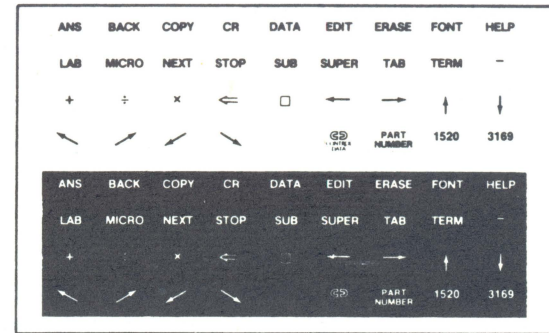 ANS BACK COPY CR DATA EDIT ERASE FONT HELP
LAB MICRO NEXT STOP SUB SUPER TAB TERM −
+ ÷ × ⇐ □ ← → ↑ ↓
↖ ↗ ↙ ↘ CONTROL DATA PART NUMBER 1520 3169
ANS BACK COPY CR DATA EDIT ERASE FONT HELP
LAB MICRO NEXT STOP SUB SUPER TAB TERM −
+ × ⇐ ← → ↑ ↓
↖ ↗ ↙ ↘ PART NUMBER 1520 3169